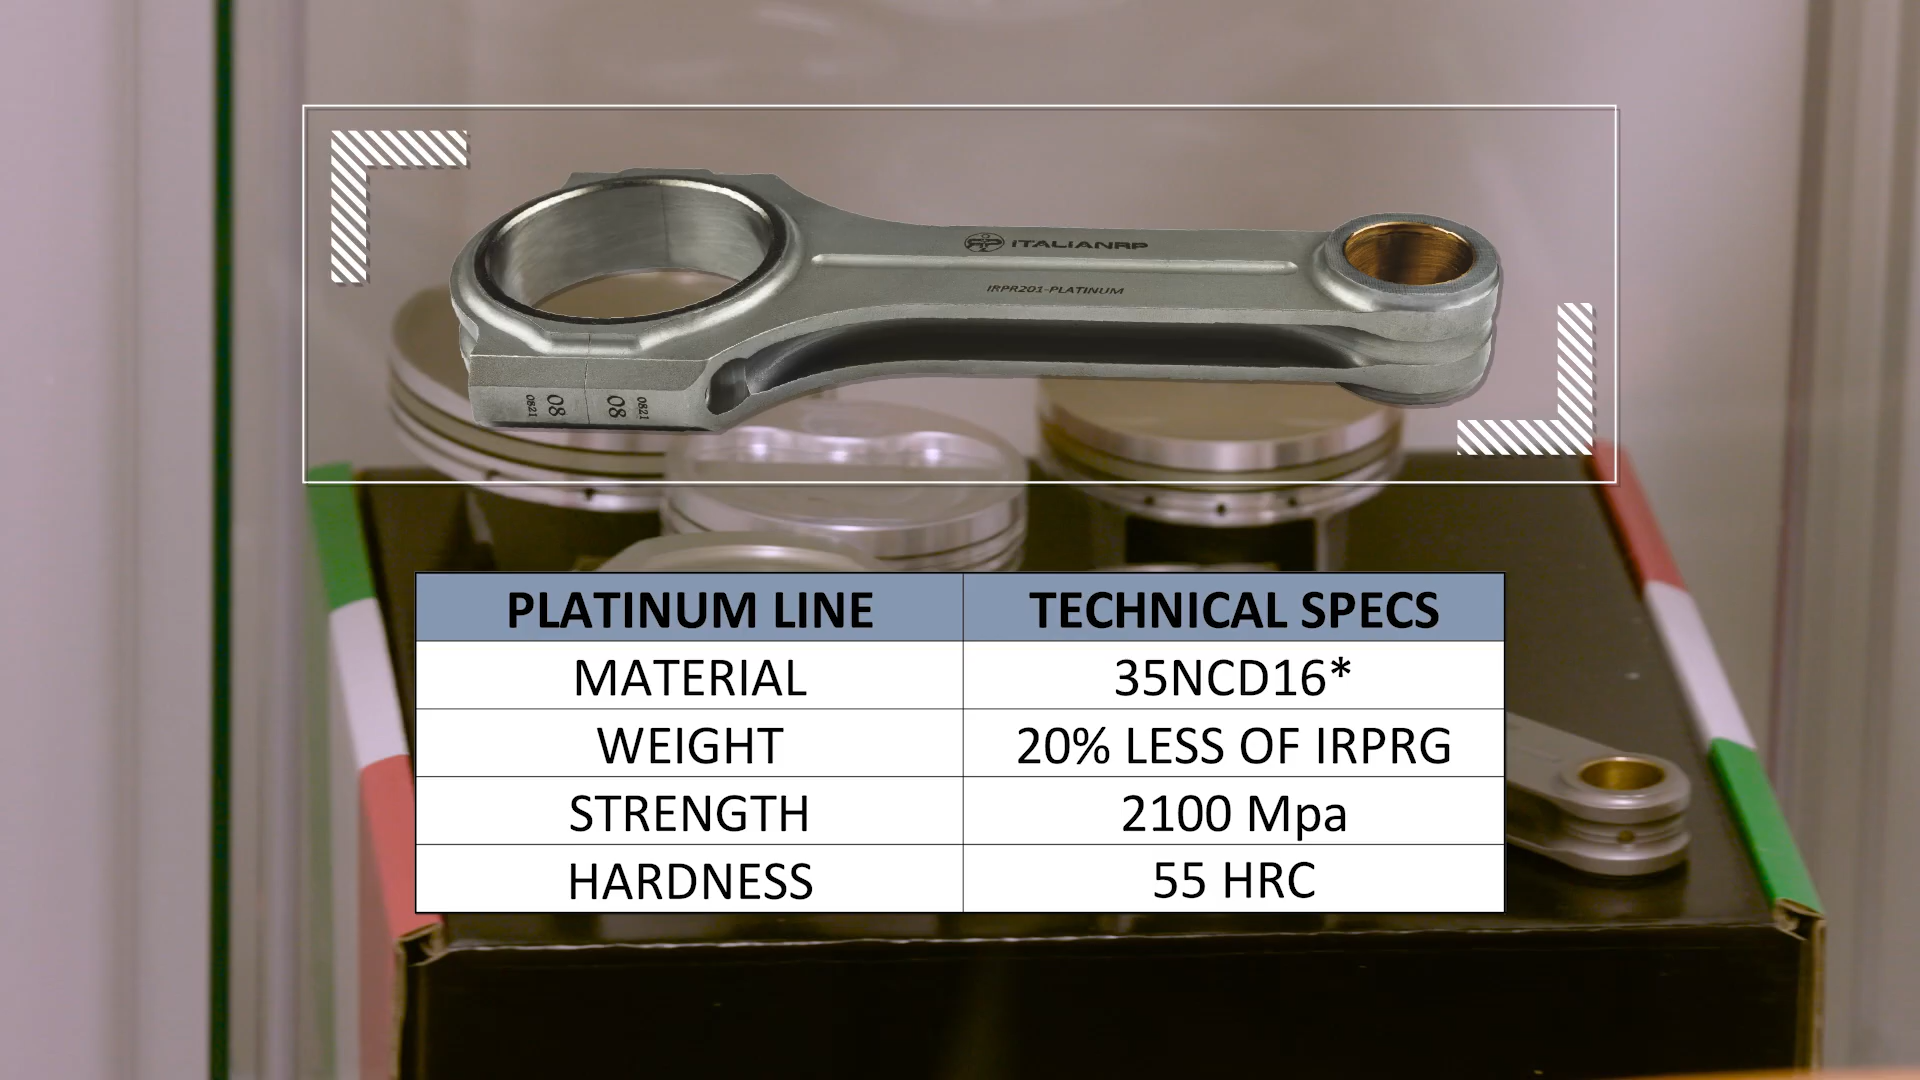 ITALIANRP
IRPR201-PLATINUM
0821
08
08
0821
PLATINUM LINE TECHNICAL SPECS
MATERIAL 35NCD16*
WEIGHT 20% LESS OF IRPRG
STRENGTH 2100 Mpa
HARDNESS 55 HRC